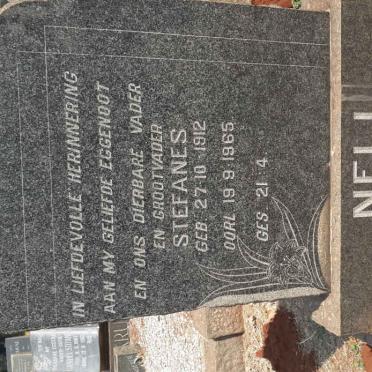 IN LIEFDEVOLLE HERINNERING
AAN MY GELIEFDE EGGENOOT
EN ONS DIERBARE VADER
EN GROOTVADER
STEFANES
GEB 27·10·1912
OORL 19·9·1965
GES 21·4·
NELL